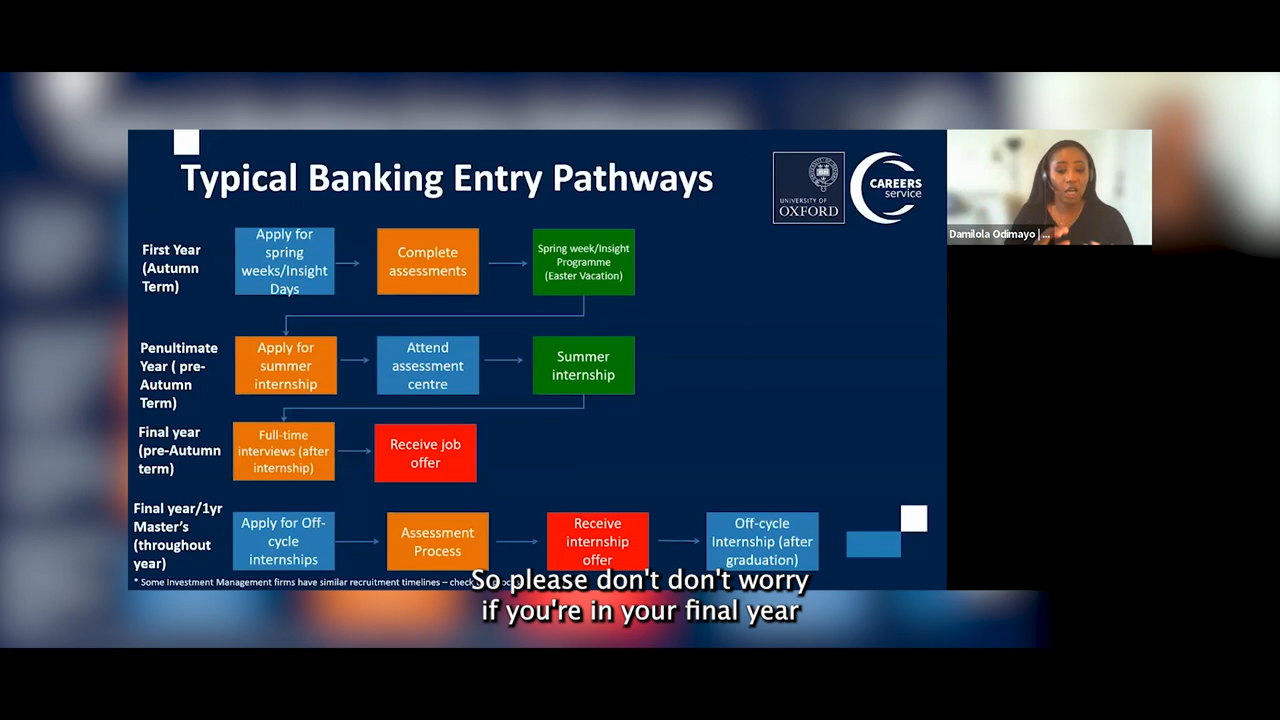 Typical Banking Entry Pathways
UNIVERSITY OF
OXFORD
CAREERS
service
Damilola Odimayo | ...
First Year
(Autumn
Term)
Apply for
spring
weeks/Insight
Days
Complete
assessments
Spring week/Insight
Programme
(Easter Vacation)
Penultimate
Year ( pre-
Autumn
Term)
Apply for
summer
internship
Attend
assessment
centre
Summer
internship
Final year
(pre-Autumn
term)
Full-time
interviews (after
internship)
Receive job
offer
Final year/1yr
Master's
(throughout
year)
Apply for Off-
cycle
internships
Assessment
Process
Receive
internship
offer
Off-cycle
Internship (after
graduation)
* Some Investment Management firms have similar recruitment timelines – check
So please don't don't worry
if you're in your final year